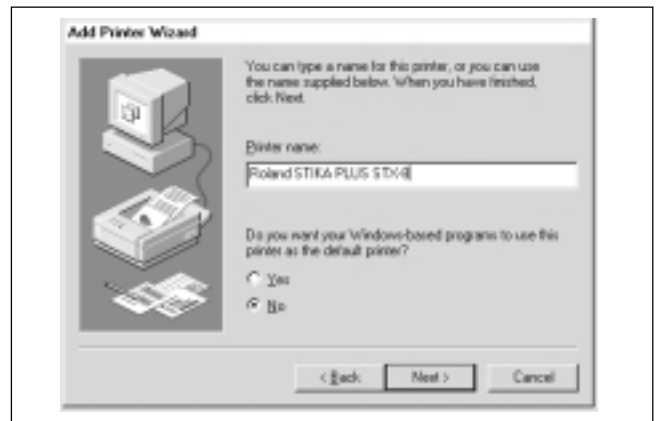 Add Printer Wizard
You can type a name for this printer, or you can use
the name supplied below. When you have finished,
click Next.
Printer name:
Roland STIKA PLUS STX-8
Do you want your Windows-based programs to use this
printer as the default printer?
Yes
No
< Back Next > Cancel